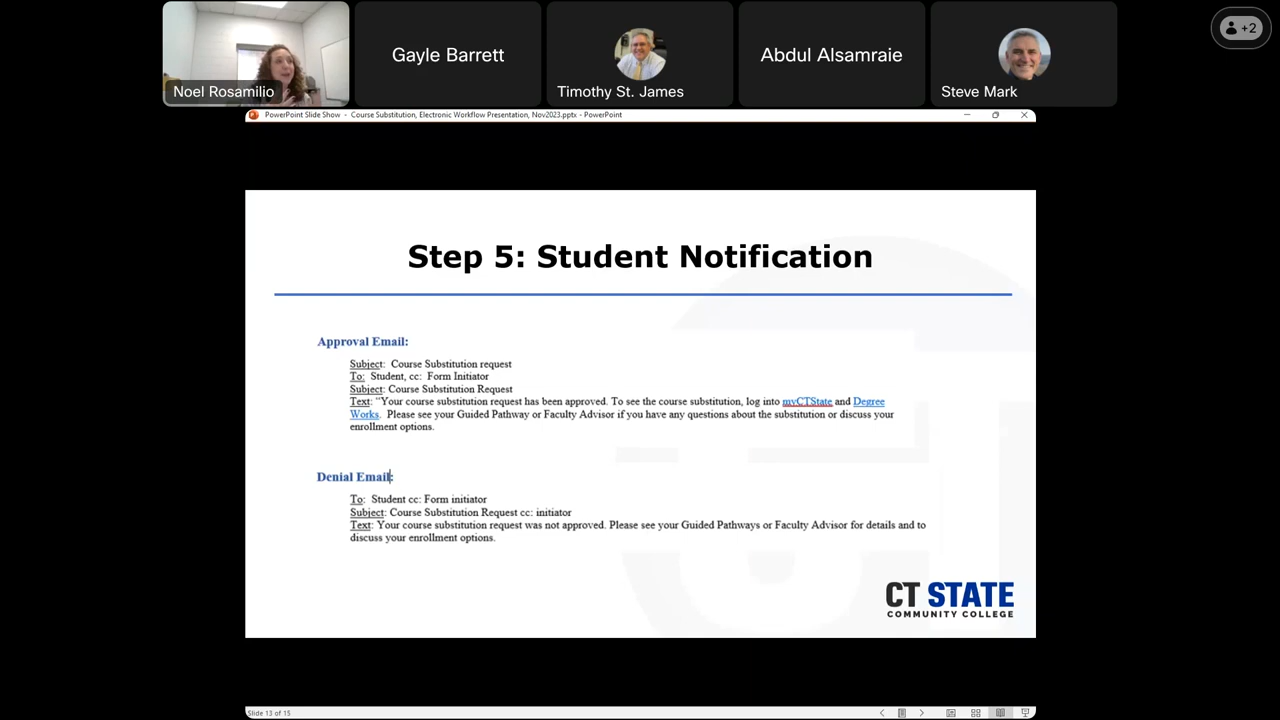 +2
Gayle Barrett
Abdul Alsamraie
Noel Rosamilio
Timothy St. James
Steve Mark
PowerPoint Slide Show - Course Substitution, Electronic Workflow Presentation, Nov2023.pptx - PowerPoint
Step 5: Student Notification
Approval Email:
Subject: Course Substitution request
To: Student, cc: Form Initiator
Subject: Course Substitution Request
Text: “Your course substitution request has been approved. To see the course substitution, log into myCTState and Degree
Works. Please see your Guided Pathway or Faculty Advisor if you have any questions about the substitution or discuss your
enrollment options.
Denial Email:
To: Student cc: Form initiator
Subject: Course Substitution Request cc: initiator
Text: Your course substitution request was not approved. Please see your Guided Pathways or Faculty Advisor for details and to
discuss your enrollment options.
CT STATE
COMMUNITY COLLEGE
Slide 13 of 15